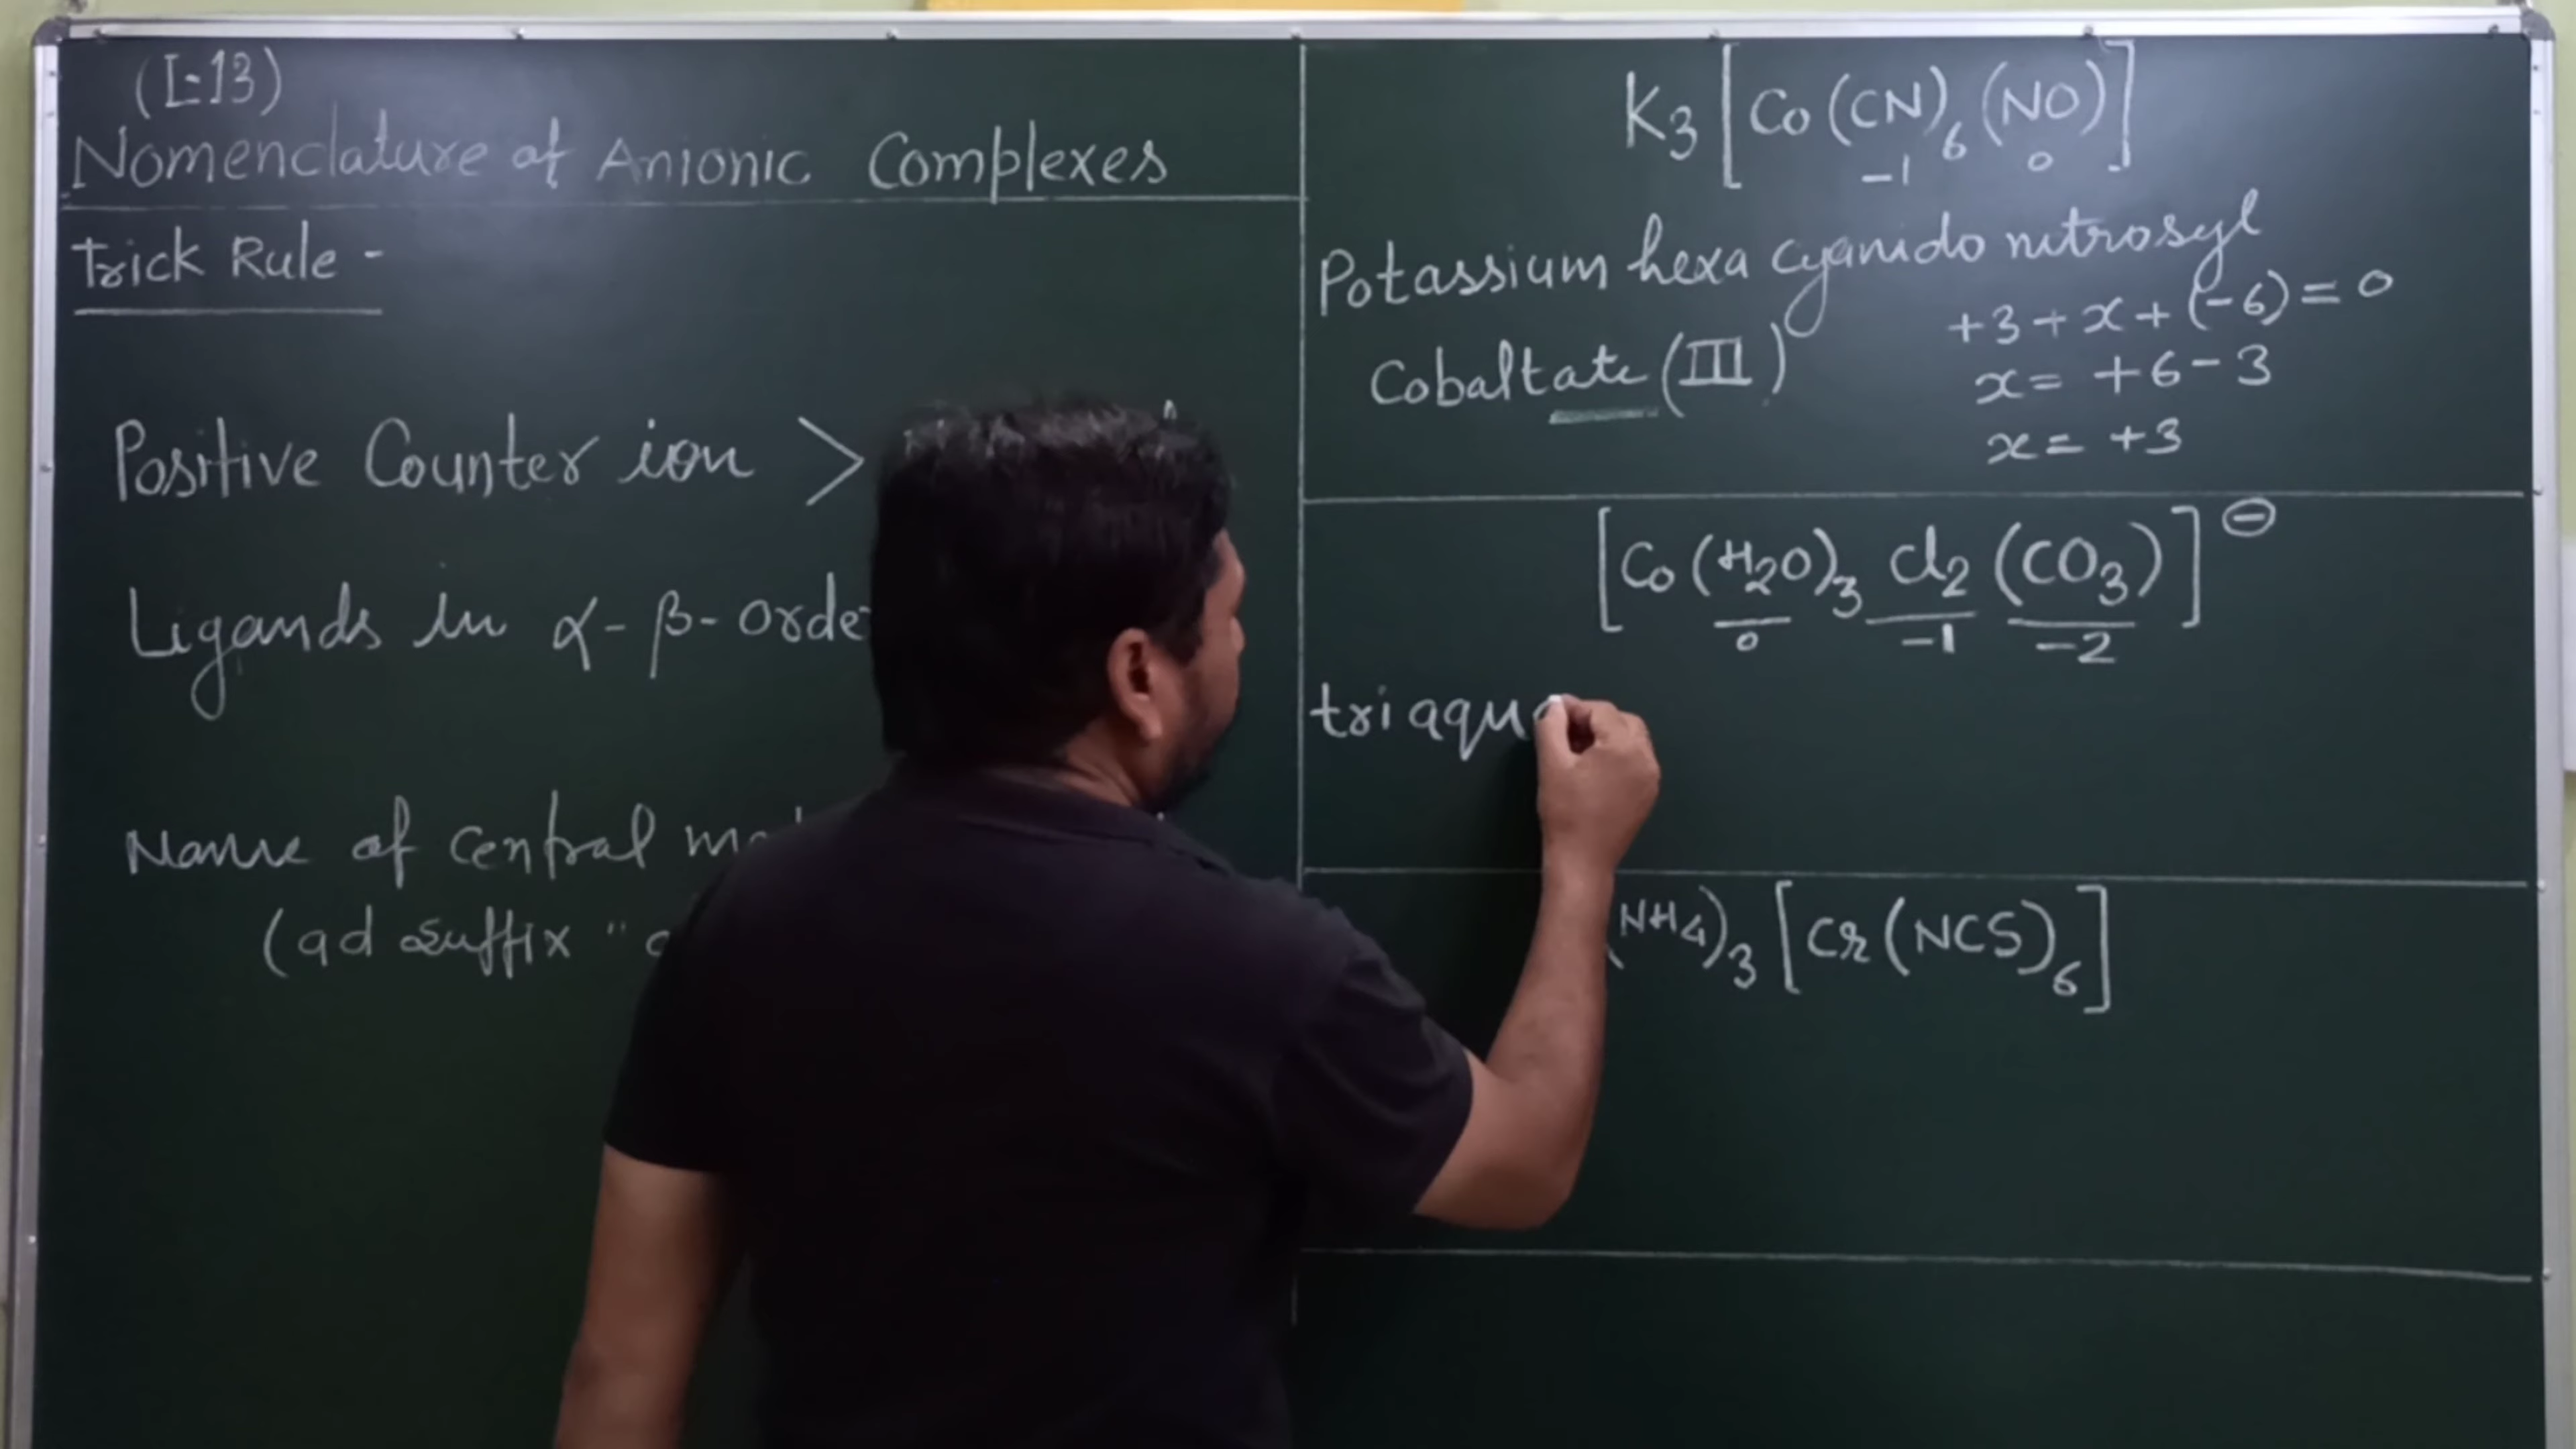 (L-13)
Nomenclature of Anionic Complexes
Trick Rule -
Positive Counter ion >
Ligands in α-β-orde
Name of central
(ad suffix "
K3[Co(CN)6(NO)]
-1 0
Potassium hexa cyanido nitrosyl
Cobaltate (III)
+3+x+(-6)=0
x= +6-3
x= +3
[Co(H2O)3 Cl2 (CO3)]⊖
0 -1 -2
tri aqua
(NH4)3[Cr(NCS)6]